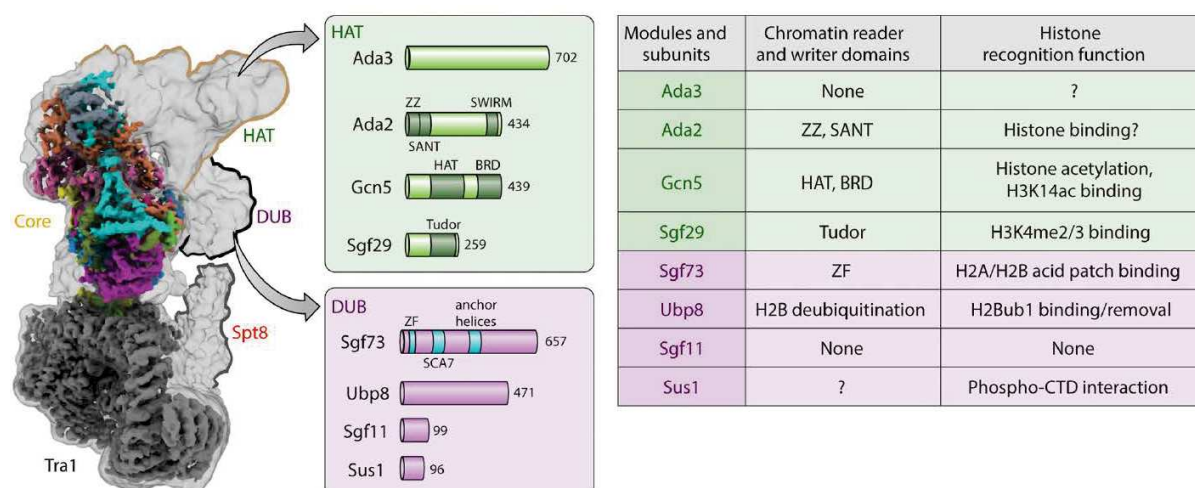 HAT
Core
DUB
Spt8
Tra1
HAT
Ada3
702
ZZ
SWIRM
Ada2
434
SANT
HAT
BRD
Gcn5
439
Tudor
Sgf29
259
DUB
anchor
ZF
helices
Sgf73
657
SCA7
Ubp8
471
Sgf11
99
Sus1
96
Modules and subunits
Chromatin reader and writer domains
Histone recognition function
Ada3
None
?
Ada2
ZZ, SANT
Histone binding?
Gcn5
HAT, BRD
Histone acetylation,
H3K14ac binding
Sgf29
Tudor
H3K4me2/3 binding
Sgf73
ZF
H2A/H2B acid patch binding
Ubp8
H2B deubiquitination
H2Bub1 binding/removal
Sgf11
None
None
Sus1
?
Phospho-CTD interaction